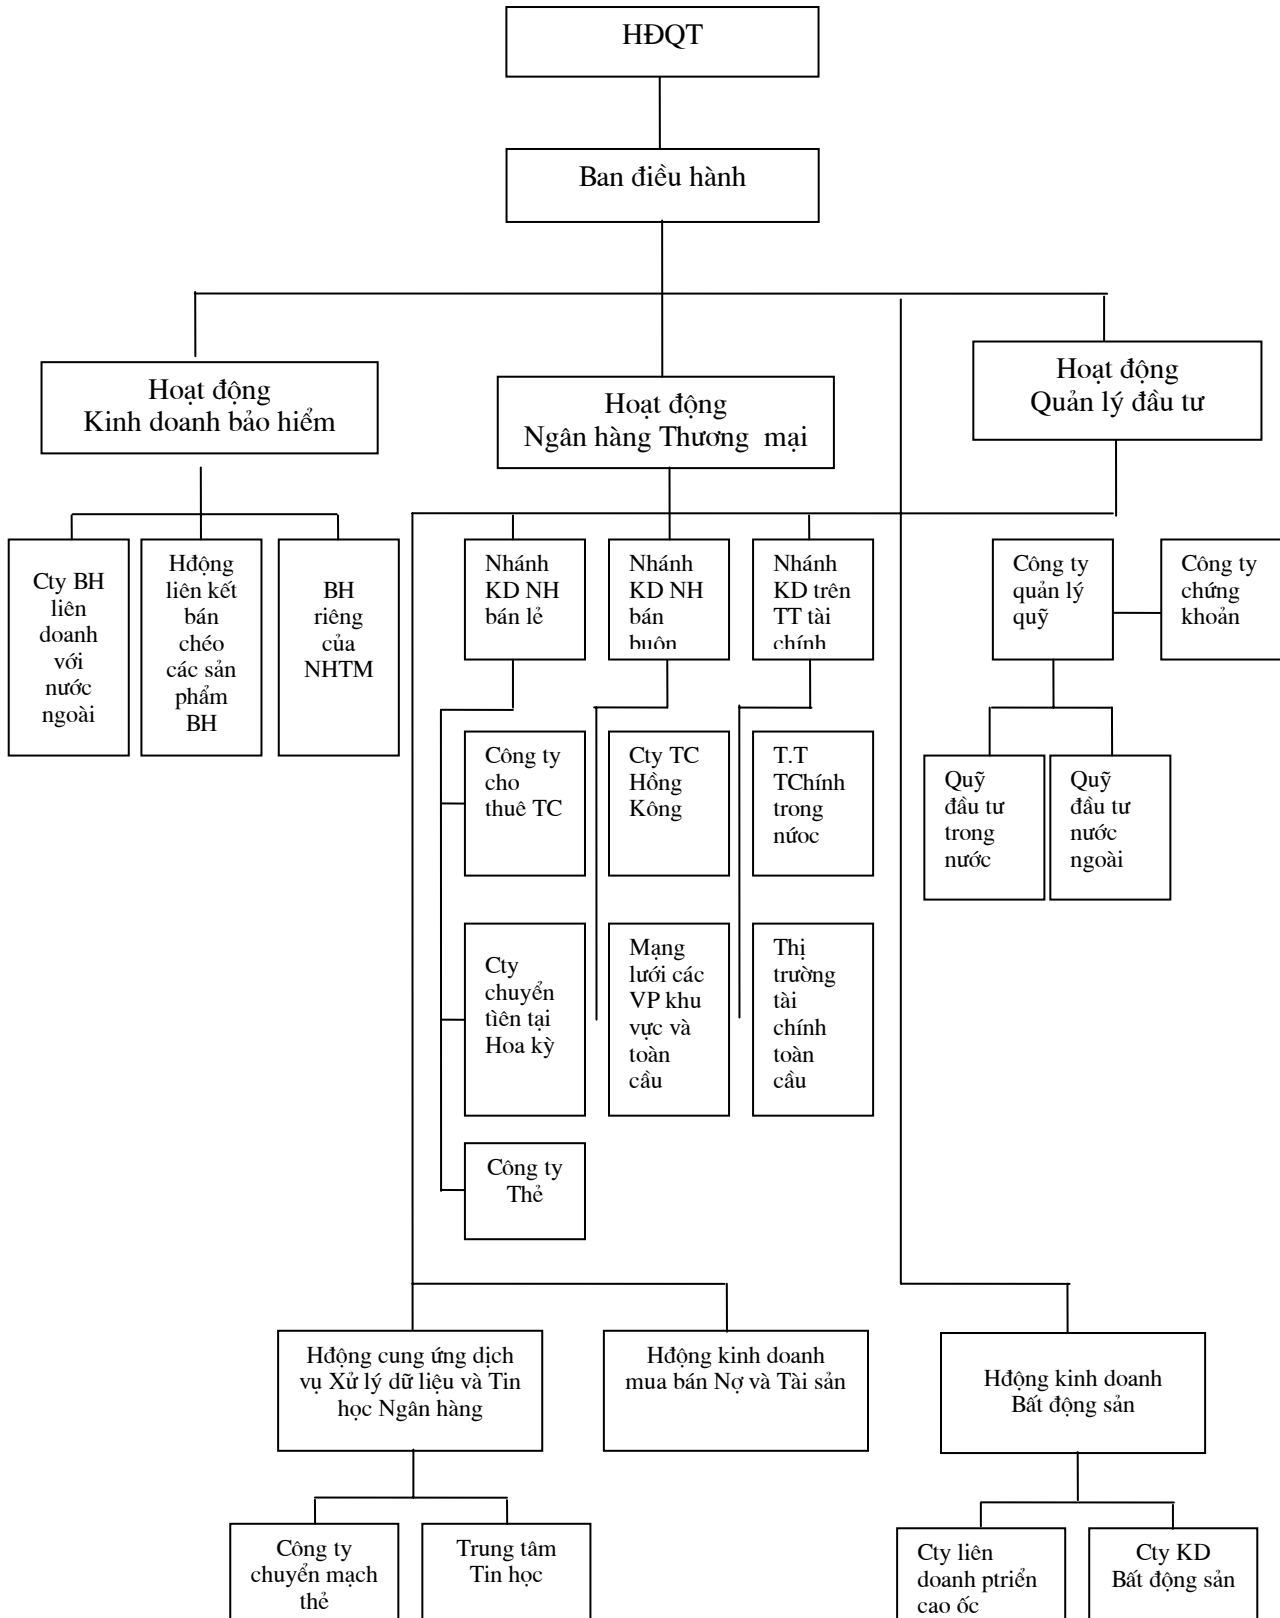 HĐQT
Ban điều hành
Hoạt động
Kinh doanh bảo hiểm
Hoạt động
Ngân hàng Thương mại
Hoạt động
Quản lý đầu tư
Cty BH
liên
doanh
với
nước
ngoài
Hđộng
liên kết
bán
chéo
các sản
phẩm
BH
BH
riêng
của
NHTM
Nhánh
KD NH
bán lẻ
Nhánh
KD NH
bán
buôn
Nhánh
KD trên
TT tài
chính
Công ty
quản lý
quỹ
Công ty
chứng
khoán
Công ty
cho
thuê TC
Cty TC
Hồng
Kông
T.T
TChính
trong
nứoc
Quỹ
đầu tư
trong
nước
Quỹ
đầu tư
nước
ngoài
Cty
chuyển
tiên tại
Hoa kỳ
Mạng
lưới các
VP khu
vực và
toàn
cầu
Thị
trường
tài
chính
toàn
cầu
Công ty
Thẻ
Hđộng cung ứng dịch
vụ Xử lý dữ liệu và Tin
học Ngân hàng
Hđộng kinh doanh
mua bán Nợ và Tài sản
Hđộng kinh doanh
Bất động sản
Công ty
chuyển mạch
thẻ
Trung tâm
Tin học
Cty liên
doanh ptriển
cao ốc
Cty KD
Bất động sản